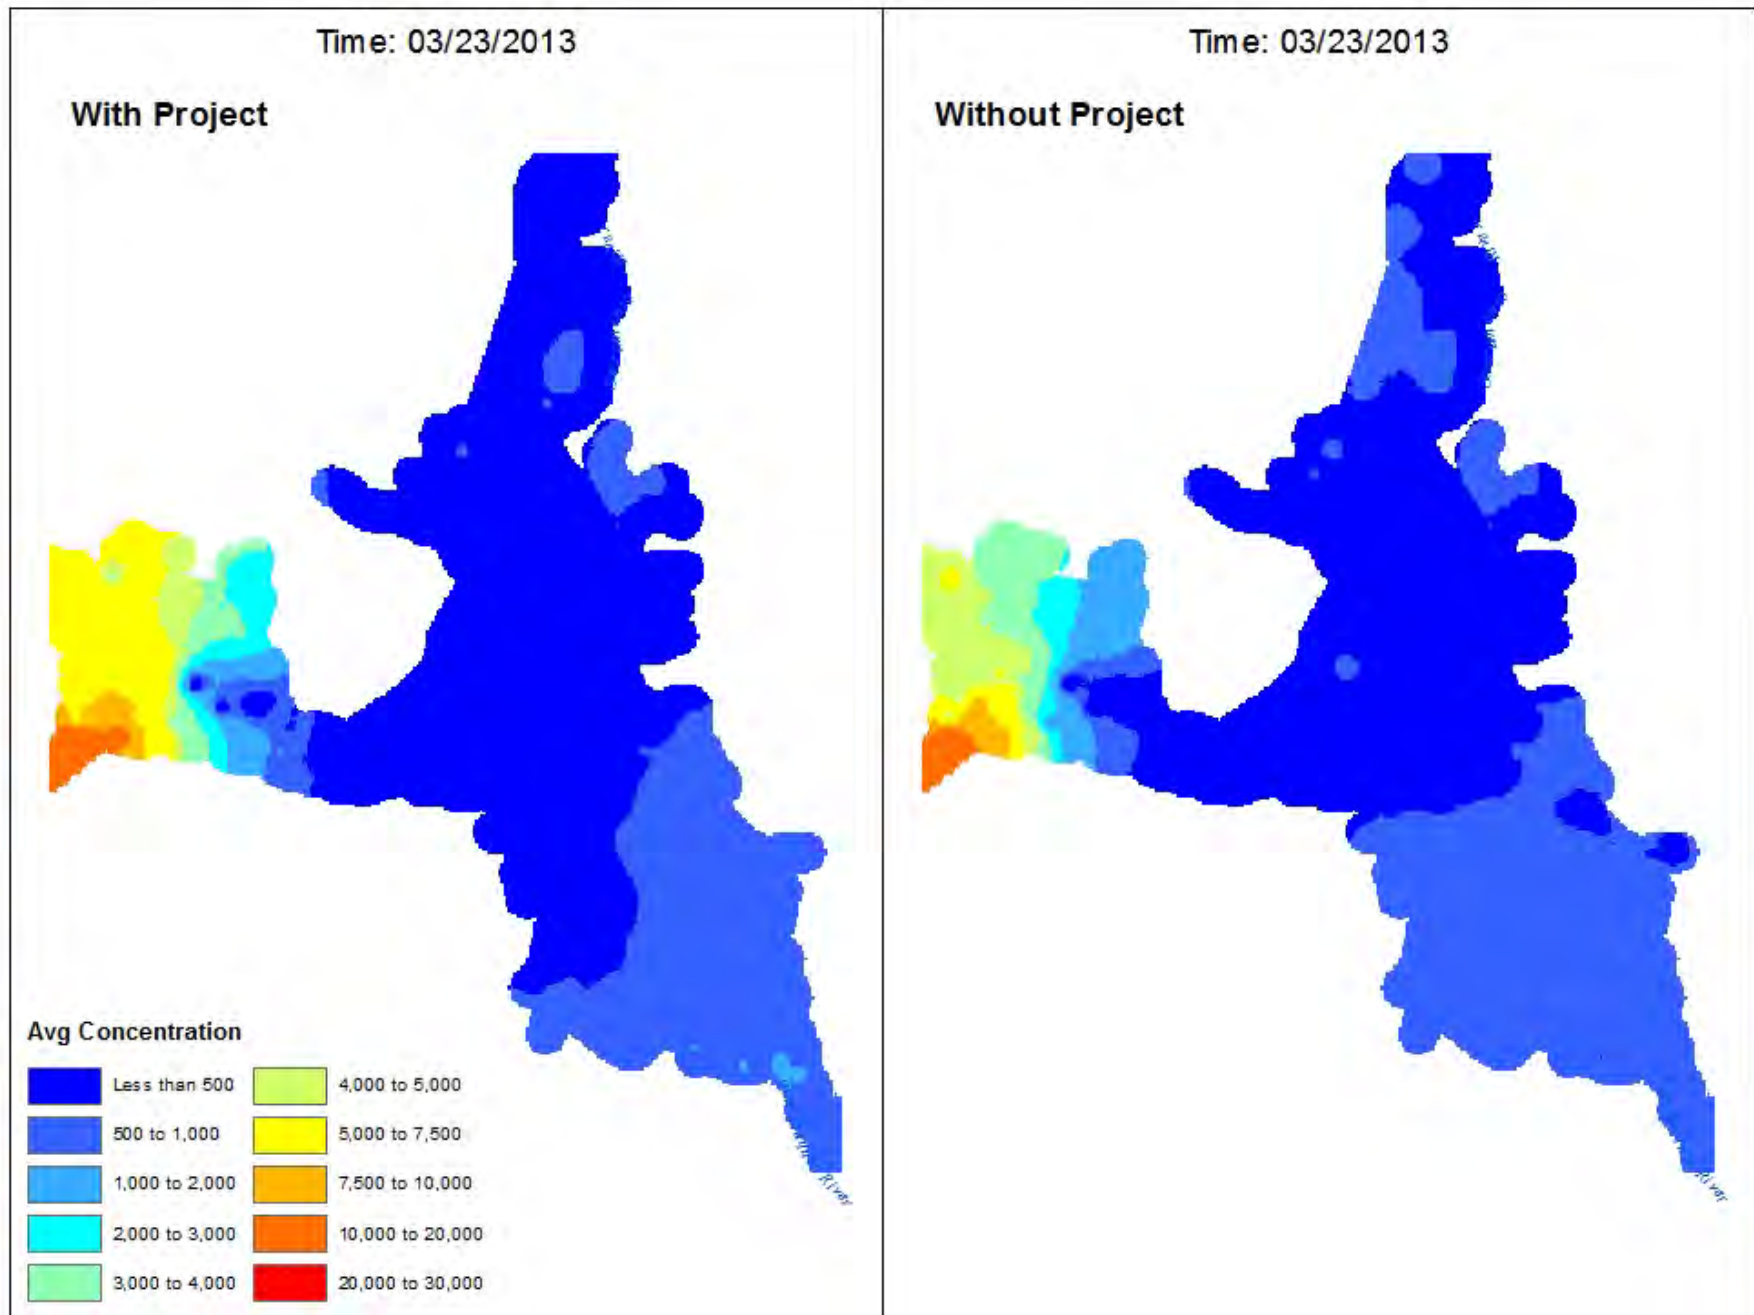 Time: 03/23/2013
With Project
Time: 03/23/2013
Without Project
Avg Concentration
Less than 500
500 to 1,000
1,000 to 2,000
2,000 to 3,000
3,000 to 4,000
4,000 to 5,000
5,000 to 7,500
7,500 to 10,000
10,000 to 20,000
20,000 to 30,000
River
River